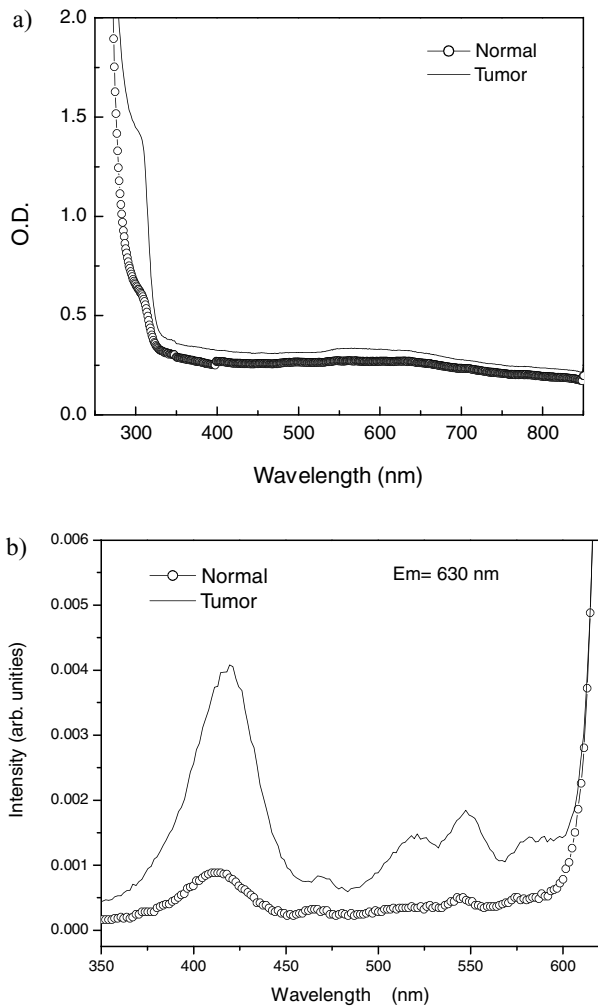 a)
2.0
1.5
1.0
0.5
0.0
O.D.
Normal
Tumor
300 400 500 600 700 800
Wavelength (nm)
b)
0.006
0.005
0.004
0.003
0.002
0.001
0.000
Intensity (arb. unities)
Normal
Tumor
Em= 630 nm
350 400 450 500 550 600
Wavelength (nm)